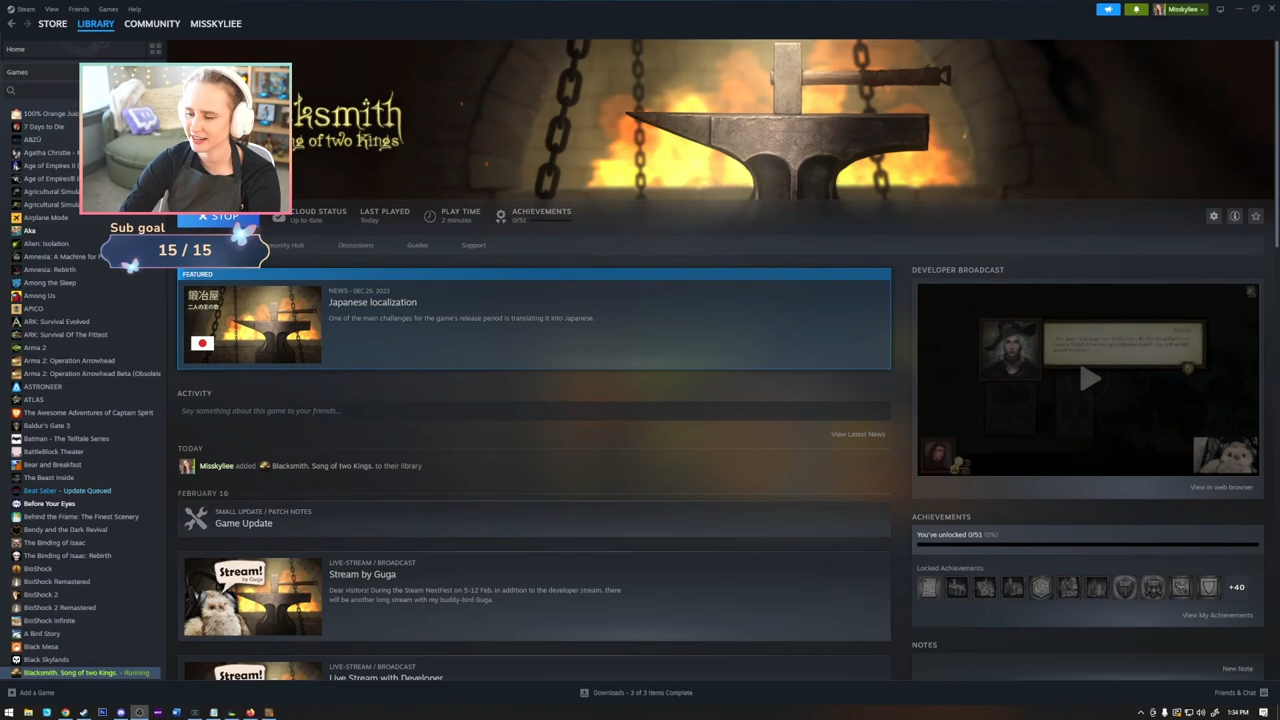 Steam View Friends Games Help
Misskyliee
STORE LIBRARY COMMUNITY MISSKYLIEE
Home
Games
100% Orange Juic
7 Days to Die
ABZÛ
Agatha Christie -
Age of Empires II
Age of Empires®
Agricultural Simula
Agricultural Simula
Airplane Mode
Aka
Alien: Isolation
Amnesia: A Machine for
Amnesia: Rebirth
Among the Sleep
Among Us
APICO
ARK: Survival Evolved
ARK: Survival Of The Fittest
Arma 2
Arma 2: Operation Arrowhead
Arma 2: Operation Arrowhead Beta (Obsolete
ASTRONEER
ATLAS
The Awesome Adventures of Captain Spirit
Baldur's Gate 3
Batman - The Telltale Series
BattleBlock Theater
Bear and Breakfast
The Beast Inside
Beat Saber - Update Queued
Before Your Eyes
Behind the Frame: The Finest Scenery
Bendy and the Dark Revival
The Binding of Isaac
The Binding of Isaac: Rebirth
BioShock
BioShock Remastered
BioShock 2
BioShock 2 Remastered
BioShock Infinite
A Bird Story
Black Mesa
Black Skylands
Blacksmith. Song of two Kings. - Running
Add a Game
Sub goal
15 / 15
ksmith
ng of two Kings
STOP
CLOUD STATUS
Up to date
LAST PLAYED
Today
PLAY TIME
2 minutes
ACHIEVEMENTS
0/51
munity Hub Discussions Guides Support
FEATURED
鍛冶屋
二人の王の歌
NEWS - DEC 25, 2023
Japanese localization
One of the main challenges for the game's release period is translating it into Japanese.
ACTIVITY
Say something about this game to your friends...
View Latest News
TODAY
Misskyliee added Blacksmith. Song of two Kings. to their library
FEBRUARY 16
SMALL UPDATE / PATCH NOTES
Game Update
Stream!
by Guga
LIVE-STREAM / BROADCAST
Stream by Guga
Dear visitors! During the Steam NextFest on 5-12 Feb, in addition to the developer stream, there
will be another long stream with my buddy-bird Guga.
Stream!
LIVE-STREAM / BROADCAST
Live Stream with Developer
DEVELOPER BROADCAST
View in web browser
ACHIEVEMENTS
You've unlocked 0/51 (0%)
Locked Achievements
+40
View My Achievements
NOTES
New Note
Downloads - 3 of 3 Items Complete
Friends & Chat
1:34 PM